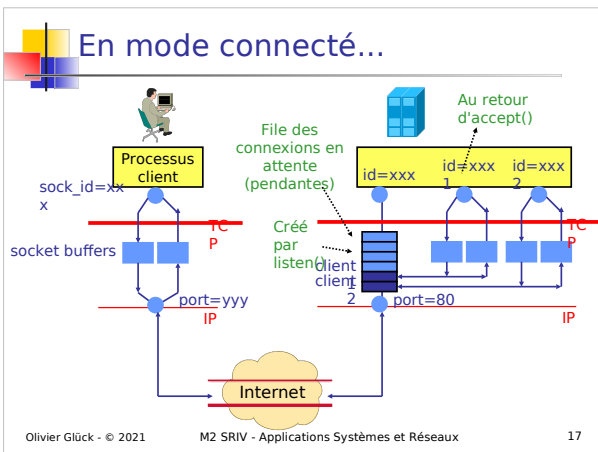 En mode connecté…
Au retour
d'accept()
File des
connexions en
attente
(pendantes)
Processus
client
sock_id=xx
x
id=xxx
id=xxx
1
id=xxx
2
TC
P
TC
P
socket buffers
Créé
par
listen()
client
1
client
2
port=yyy
IP
port=80
IP
Internet
Olivier Glück - © 2021
M2 SRIV - Applications Systèmes et Réseaux
17